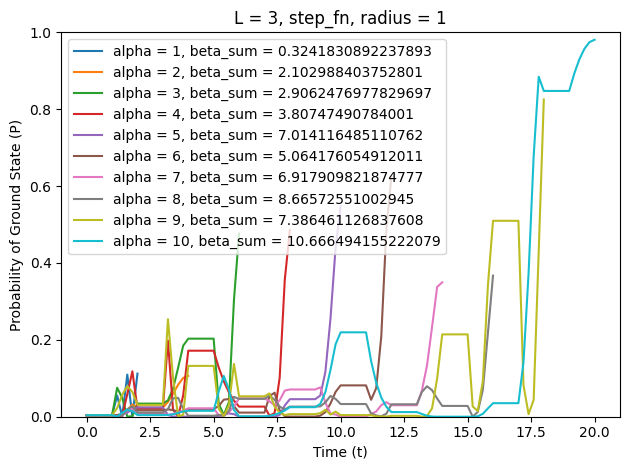 L = 3, step_fn, radius = 1
alpha = 1, beta_sum = 0.3241830892237893
alpha = 2, beta_sum = 2.102988403752801
alpha = 3, beta_sum = 2.9062476977829697
alpha = 4, beta_sum = 3.80747490784001
alpha = 5, beta_sum = 7.014116485110762
alpha = 6, beta_sum = 5.064176054912011
alpha = 7, beta_sum = 6.917909821874777
alpha = 8, beta_sum = 8.66572551002945
alpha = 9, beta_sum = 7.386461126837608
alpha = 10, beta_sum = 10.666494155222079
Probability of Ground State (P)
1.0
0.8
0.6
0.4
0.2
0.0
0.0 2.5 5.0 7.5 10.0 12.5 15.0 17.5 20.0
Time (t)